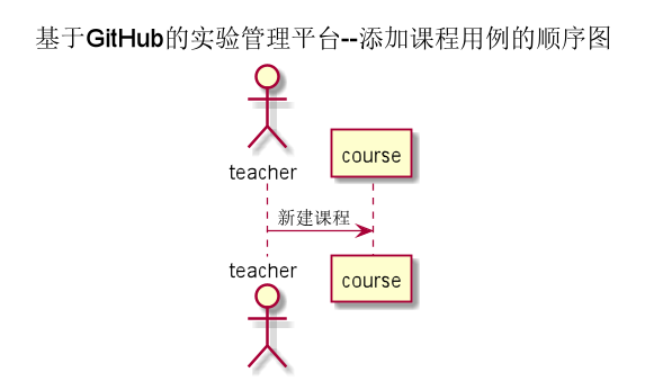 基于GitHub的实验管理平台--添加课程用例的顺序图
teacher
course
新建课程
teacher
course